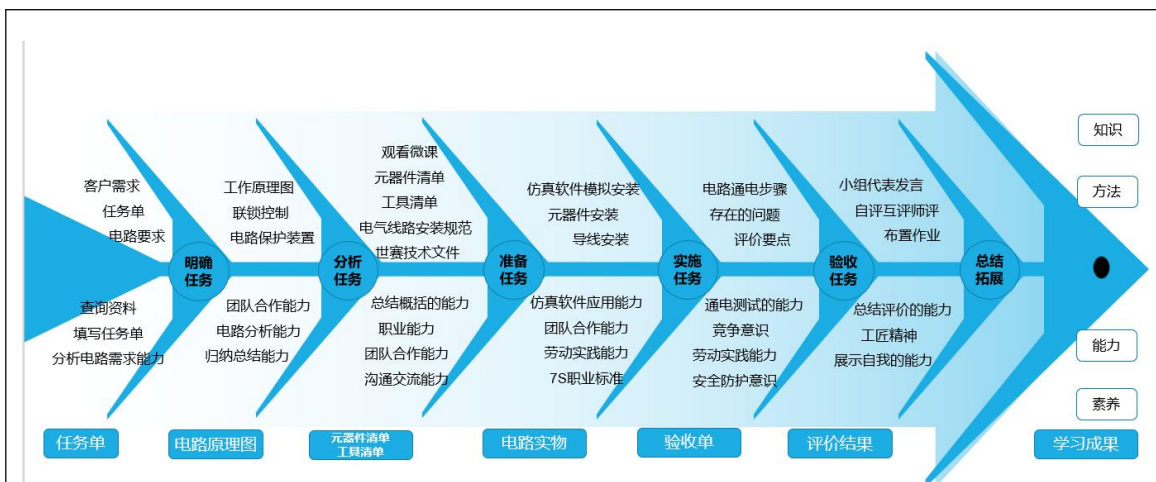 客户需求
任务单
电路要求
工作原理图
联锁控制
电路保护装置
观看微课
元器件清单
工具清单
电气线路安装规范
世赛技术文件
仿真软件模拟安装
元器件安装
导线安装
电路通电步骤
存在的问题
评价要点
小组代表发言
自评互评师评
布置作业
知识
方法
明确
任务
分析
任务
准备
任务
实施
任务
验收
任务
总结
拓展
查询资料
填写任务单
分析电路需求能力
团队合作能力
电路分析能力
归纳总结能力
总结概括的能力
职业能力
团队合作能力
沟通交流能力
仿真软件应用能力
团队合作能力
劳动实践能力
7S职业标准
通电测试的能力
竞争意识
劳动实践能力
安全防护意识
总结评价的能力
工匠精神
展示自我的能力
能力
素养
任务单
电路原理图
元器件清单
工具清单
电路实物
验收单
评价结果
学习成果